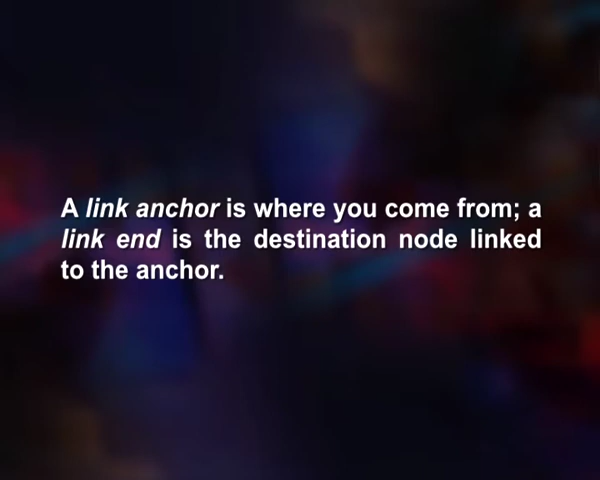 A link anchor is where you come from; a
link end is the destination node linked
to the anchor.